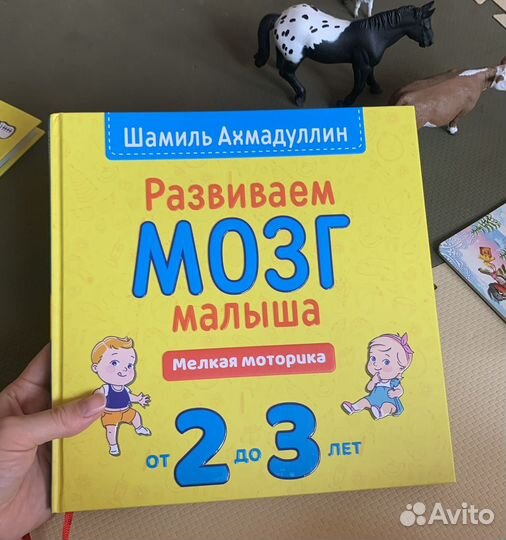 Шамиль Ахмадуллин
Развиваем
МОЗГ
малыша
Мелкая моторика
от 2 до 3 лет
Avito